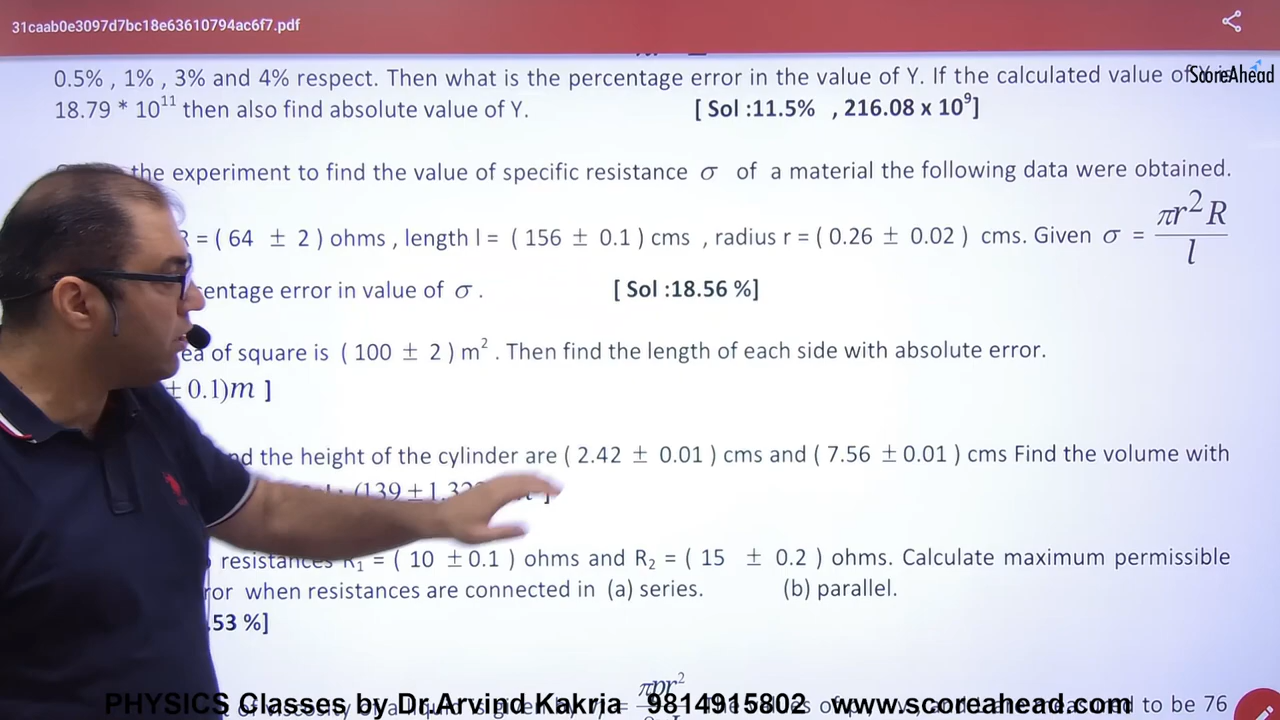 31caab0e3097d7bc18e63610794ac6f7.pdf
ScoreAhead
0.5% , 1% , 3% and 4% respect. Then what is the percentage error in the value of Y. If the calculated value of
18.79 * 10¹¹ then also find absolute value of Y. [ Sol :11.5% , 216.08 x 10⁹]
the experiment to find the value of specific resistance σ of a material the following data were obtained.
= ( 64 ± 2 ) ohms , length l = ( 156 ± 0.1 ) cms , radius r = ( 0.26 ± 0.02 ) cms. Given σ = πr²R / l
entage error in value of σ . [ Sol :18.56 %]
ea of square is ( 100 ± 2 ) m² . Then find the length of each side with absolute error.
± 0.1)m ]
nd the height of the cylinder are ( 2.42 ± 0.01 ) cms and ( 7.56 ± 0.01 ) cms Find the volume with
(139 ±
resistances R₁ = ( 10 ± 0.1 ) ohms and R₂ = ( 15 ± 0.2 ) ohms. Calculate maximum permissible
ror when resistances are connected in (a) series. (b) parallel.
.53 %]
πpr²
PHYSICS Classes by Dr.Arvind Kakria 9814915802 www.scoreahead.com
to be 76